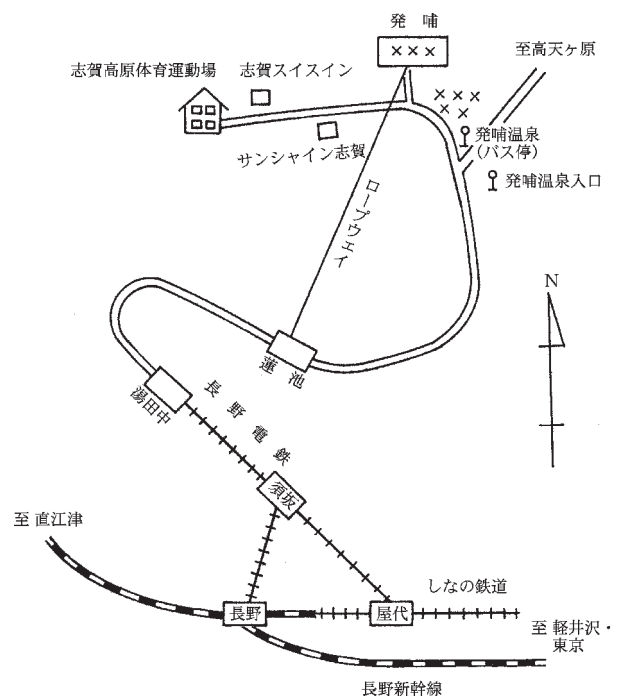 発 哺
×××
至高天ヶ原
志賀高原体育運動場
志賀スイスイン
サンシャイン志賀
発哺温泉
(バス停)
発哺温泉入口
ロープウェイ
N
蓮 池
湯田中
長 野 電 鉄
須坂
至 直江津
しなの鉄道
長野
屋代
至 軽井沢・
東京
長野新幹線